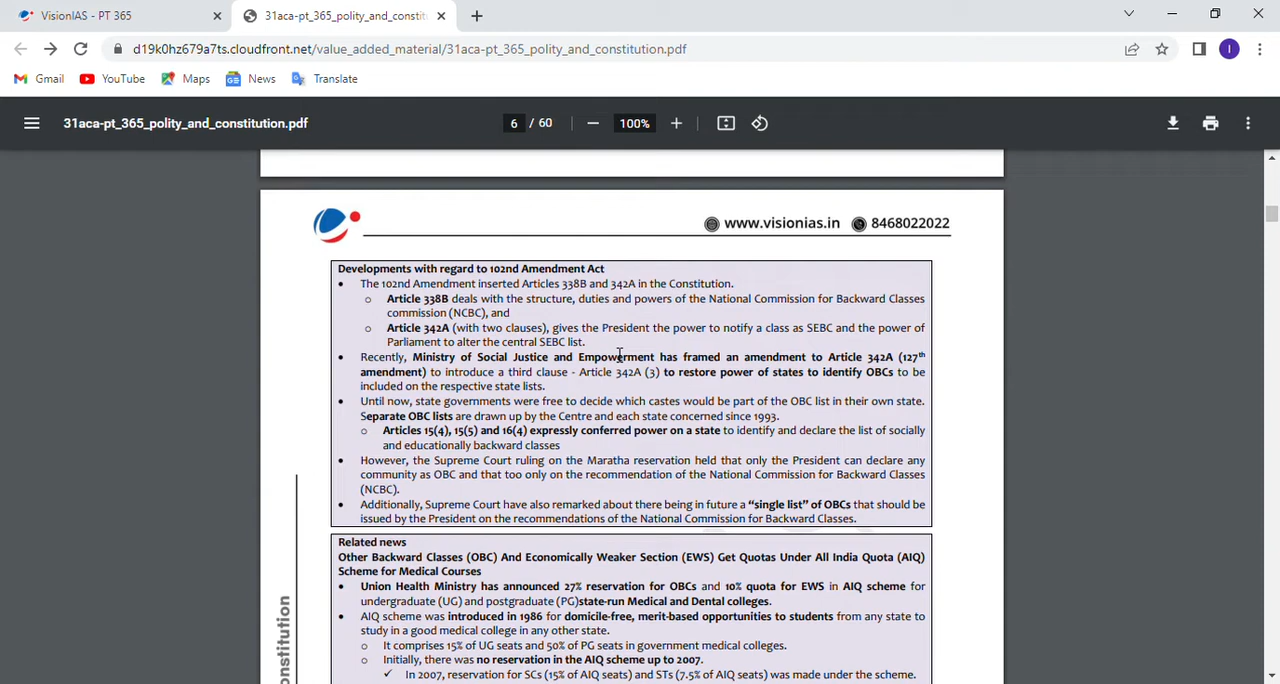 VisionIAS - PT 365
31aca-pt_365_polity_and_constitu
d19k0hz679a7ts.cloudfront.net/value_added_material/31aca-pt_365_polity_and_constitution.pdf
I
Gmail YouTube Maps News Translate
31aca-pt_365_polity_and_constitution.pdf 6 / 60 100%
www.visionias.in 8468022022
Developments with regard to 102nd Amendment Act
• The 102nd Amendment inserted Articles 338B and 342A in the Constitution.
o Article 338B deals with the structure, duties and powers of the National Commission for Backward Classes
commission (NCBC), and
o Article 342A (with two clauses), gives the President the power to notify a class as SEBC and the power of
Parliament to alter the central SEBC list.
• Recently, Ministry of Social Justice and Empowerment has framed an amendment to Article 342A (127th
amendment) to introduce a third clause - Article 342A (3) to restore power of states to identify OBCs to be
included on the respective state lists.
• Until now, state governments were free to decide which castes would be part of the OBC list in their own state.
Separate OBC lists are drawn up by the Centre and each state concerned since 1993.
o Articles 15(4), 15(5) and 16(4) expressly conferred power on a state to identify and declare the list of socially
and educationally backward classes
• However, the Supreme Court ruling on the Maratha reservation held that only the President can declare any
community as OBC and that too only on the recommendation of the National Commission for Backward Classes
(NCBC).
• Additionally, Supreme Court have also remarked about there being in future a “single list” of OBCs that should be
issued by the President on the recommendations of the National Commission for Backward Classes.
Related news
Other Backward Classes (OBC) And Economically Weaker Section (EWS) Get Quotas Under All India Quota (AIQ)
Scheme for Medical Courses
• Union Health Ministry has announced 27% reservation for OBCs and 10% quota for EWS in AIQ scheme for
undergraduate (UG) and postgraduate (PG)state-run Medical and Dental colleges.
• AIQ scheme was introduced in 1986 for domicile-free, merit-based opportunities to students from any state to
study in a good medical college in any other state.
o It comprises 15% of UG seats and 50% of PG seats in government medical colleges.
o Initially, there was no reservation in the AIQ scheme up to 2007.
✓ In 2007, reservation for SCs (15% of AIQ seats) and STs (7.5% of AIQ seats) was made under the scheme.
onstitution